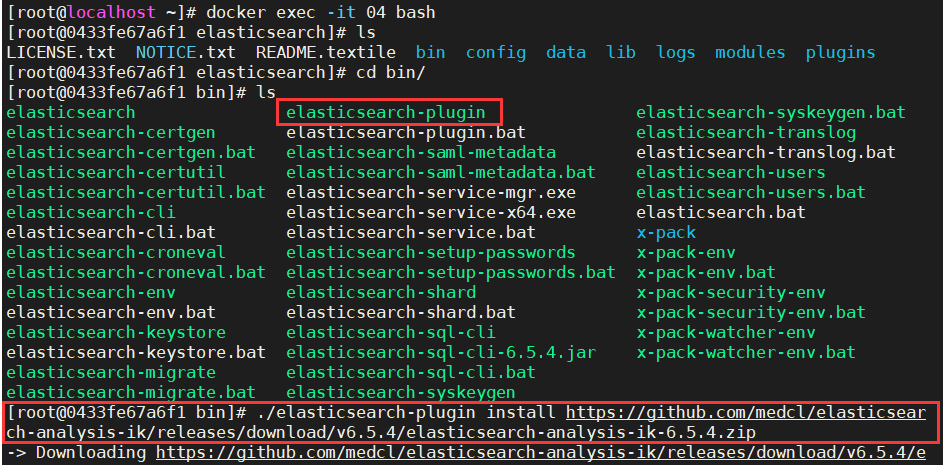 [root@localhost ~]# docker exec -it 04 bash
[root@0433fe67a6f1 elasticsearch]# ls
LICENSE.txt  NOTICE.txt  README.textile  bin  config  data  lib  logs  modules  plugins
[root@0433fe67a6f1 elasticsearch]# cd bin/
[root@0433fe67a6f1 bin]# ls
elasticsearch  elasticsearch-plugin  elasticsearch-syskeygen.bat
elasticsearch-certgen  elasticsearch-plugin.bat  elasticsearch-translog
elasticsearch-certgen.bat  elasticsearch-saml-metadata  elasticsearch-translog.bat
elasticsearch-certutil  elasticsearch-saml-metadata.bat  elasticsearch-users
elasticsearch-certutil.bat  elasticsearch-service-mgr.exe  elasticsearch-users.bat
elasticsearch-cli  elasticsearch-service-x64.exe  elasticsearch.bat
elasticsearch-cli.bat  elasticsearch-service.bat  x-pack
elasticsearch-croneval  elasticsearch-setup-passwords  x-pack-env
elasticsearch-croneval.bat  elasticsearch-setup-passwords.bat  x-pack-env.bat
elasticsearch-env  elasticsearch-shard  x-pack-security-env
elasticsearch-env.bat  elasticsearch-shard.bat  x-pack-security-env.bat
elasticsearch-keystore  elasticsearch-sql-cli  x-pack-watcher-env
elasticsearch-keystore.bat  elasticsearch-sql-cli-6.5.4.jar  x-pack-watcher-env.bat
elasticsearch-migrate  elasticsearch-sql-cli.bat
elasticsearch-migrate.bat  elasticsearch-syskeygen
[root@0433fe67a6f1 bin]# ./elasticsearch-plugin install https://github.com/medcl/elasticsear
ch-analysis-ik/releases/download/v6.5.4/elasticsearch-analysis-ik-6.5.4.zip
-> Downloading https://github.com/medcl/elasticsearch-analysis-ik/releases/download/v6.5.4/e